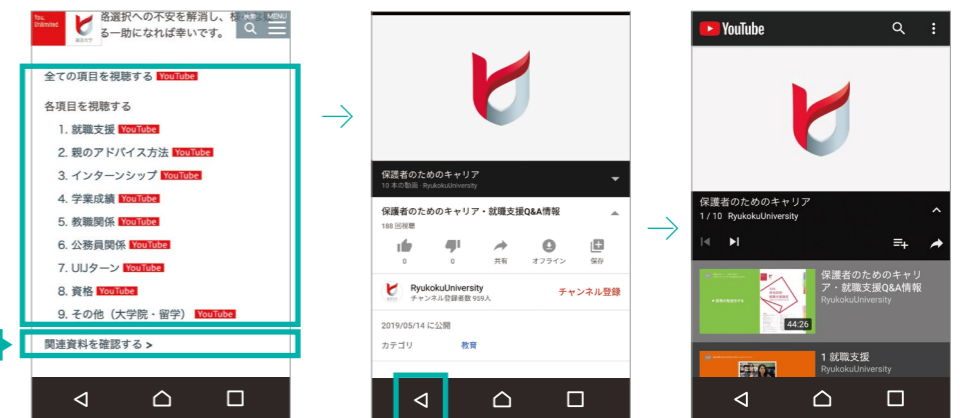 You, Unlimited
龍谷大学
路選択への不安を解消し、様
る一助になれば幸いです。
検索 MENU
全ての項目を視聴する YouTube
各項目を視聴する
1. 就職支援 YouTube
2. 親のアドバイス方法 YouTube
3. インターンシップ YouTube
4. 学業成績 YouTube
5. 教職関係 YouTube
6. 公務員関係 YouTube
7. UIJターン YouTube
8. 資格 YouTube
9. その他（大学院・留学） YouTube
関連資料を確認する >
保護者のためのキャリア
10 本の動画・RyukokuUniversity
保護者のためのキャリア・就職支援Q&A情報
188 回視聴
0
0
共有
オフライン
保存
RyukokuUniversity
チャンネル登録者数 959人
チャンネル登録
2019/05/14 に公開
カテゴリ 教育
YouTube
保護者のためのキャリア
1 / 10 RyukokuUniversity
44:26
保護者のためのキャリ
ア・就職支援Q&A情報
RyukokuUniversity
1 就職支援
RyukokuUniversity